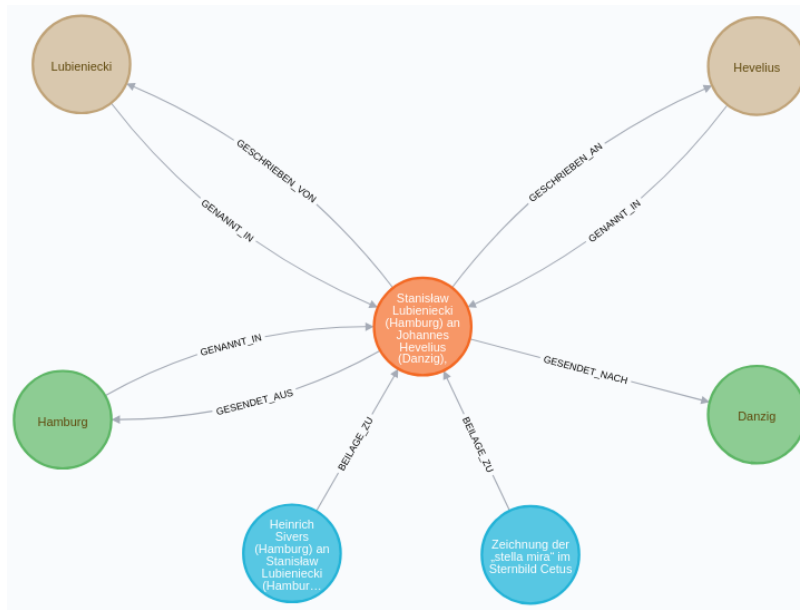 Lubieniecki
Hevelius
GESCHRIEBEN_VON
GESCHRIEBEN_AN
GENANNT_IN
GENANNT_IN
Stanisław
Lubieniecki
(Hamburg) an
Johannes
Hevelius
(Danzig),
GENANNT_IN
GESENDET_NACH
GESENDET_AUS
Hamburg
Danzig
BEILAGE_ZU
BEILAGE_ZU
Heinrich
Sivers
(Hamburg) an
Stanisław
Lubieniecki
(Hambur…
Zeichnung der
„stella mira“ im
Sternbild Cetus